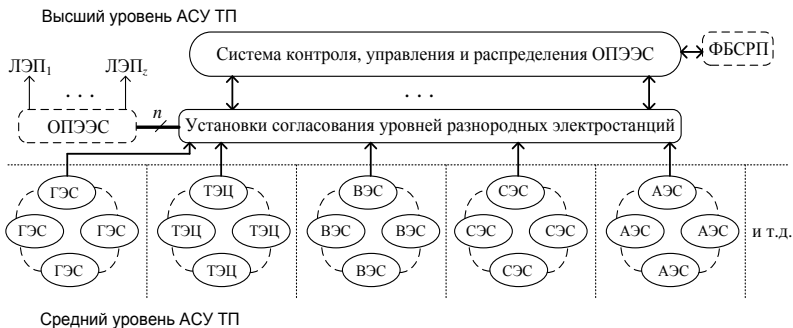 Высший уровень АСУ ТП
Система контроля, управления и распределения ОПЭЭС
ФБСРП
ЛЭП1 ЛЭПz
. . .
. . .
n
ОПЭЭС
Установки согласования уровней разнородных электростанций
ГЭС ТЭЦ ВЭС СЭС АЭС
ГЭС ГЭС ТЭЦ ТЭЦ ВЭС ВЭС СЭС СЭС АЭС АЭС и т.д.
ГЭС ТЭЦ ВЭС СЭС АЭС
Средний уровень АСУ ТП